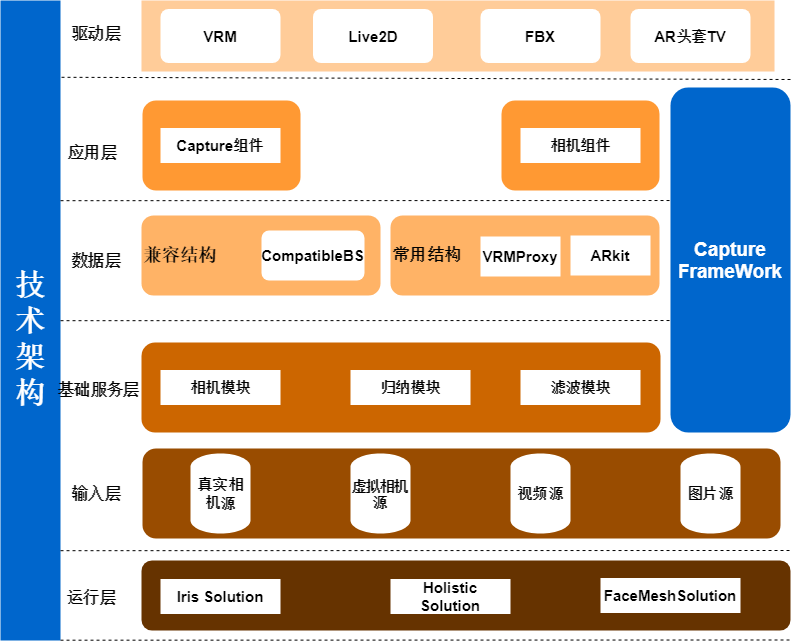 技术架构
驱动层
VRM
Live2D
FBX
AR头套TV
应用层
Capture组件
相机组件
Capture
FrameWork
数据层
兼容结构
CompatibleBS
常用结构
VRMProxy
ARkit
基础服务层
相机模块
归纳模块
滤波模块
输入层
真实相
机源
虚拟相机
源
视频源
图片源
运行层
Iris Solution
Holistic
Solution
FaceMeshSolution